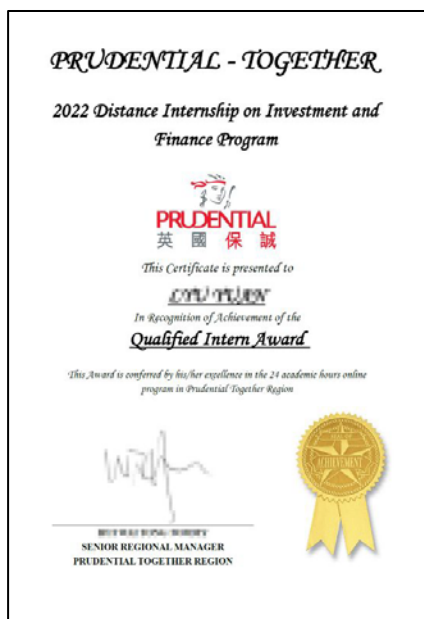 PRUDENTIAL - TOGETHER
2022 Distance Internship on Investment and
Finance Program
PRUDENTIAL
英國保誠
This Certificate is presented to
In Recognition of Achievement of the
Qualified Intern Award
This Award is conferred by his/her excellence in the 24 academic hours online
program in Prudential Together Region
ACHIEVEMENT
SENIOR REGIONAL MANAGER
PRUDENTIAL TOGETHER REGION